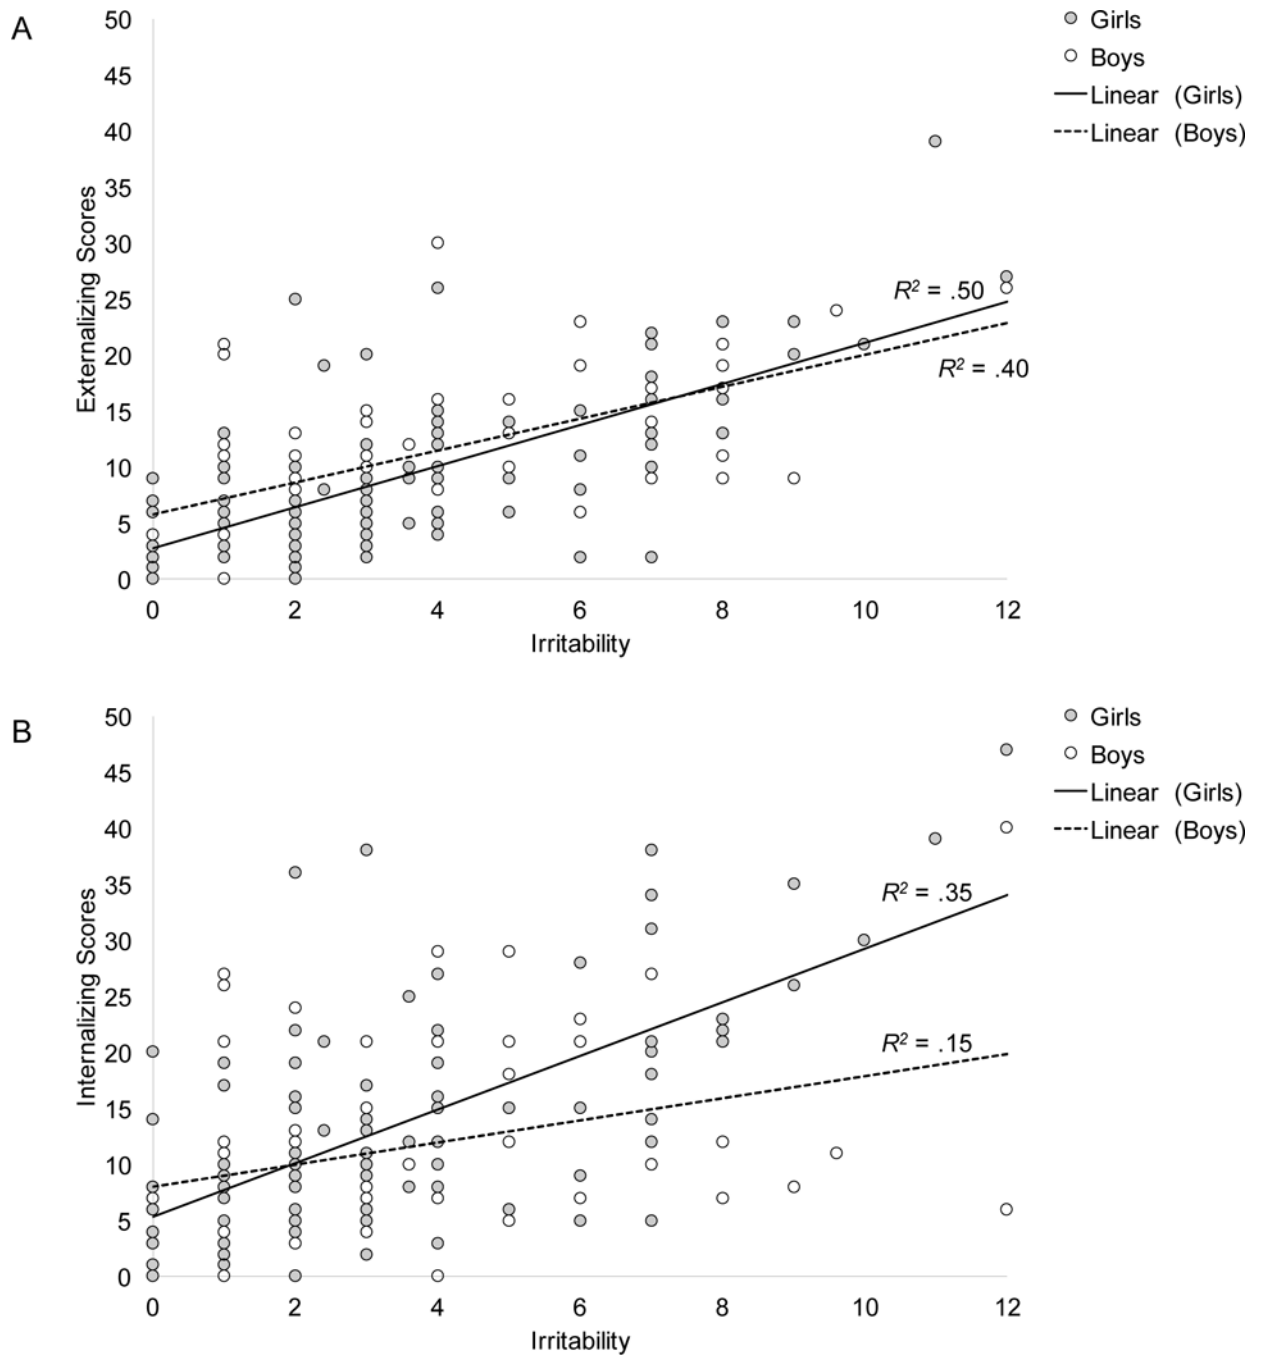 A
50
45
40
35
30
25
20
15
10
5
0
Externalizing Scores
0 2 4 6 8 10 12
Irritability
R² = .50
R² = .40
Girls
Boys
Linear (Girls)
Linear (Boys)
B
50
45
40
35
30
25
20
15
10
5
0
Internalizing Scores
0 2 4 6 8 10 12
Irritability
R² = .35
R² = .15
Girls
Boys
Linear (Girls)
Linear (Boys)